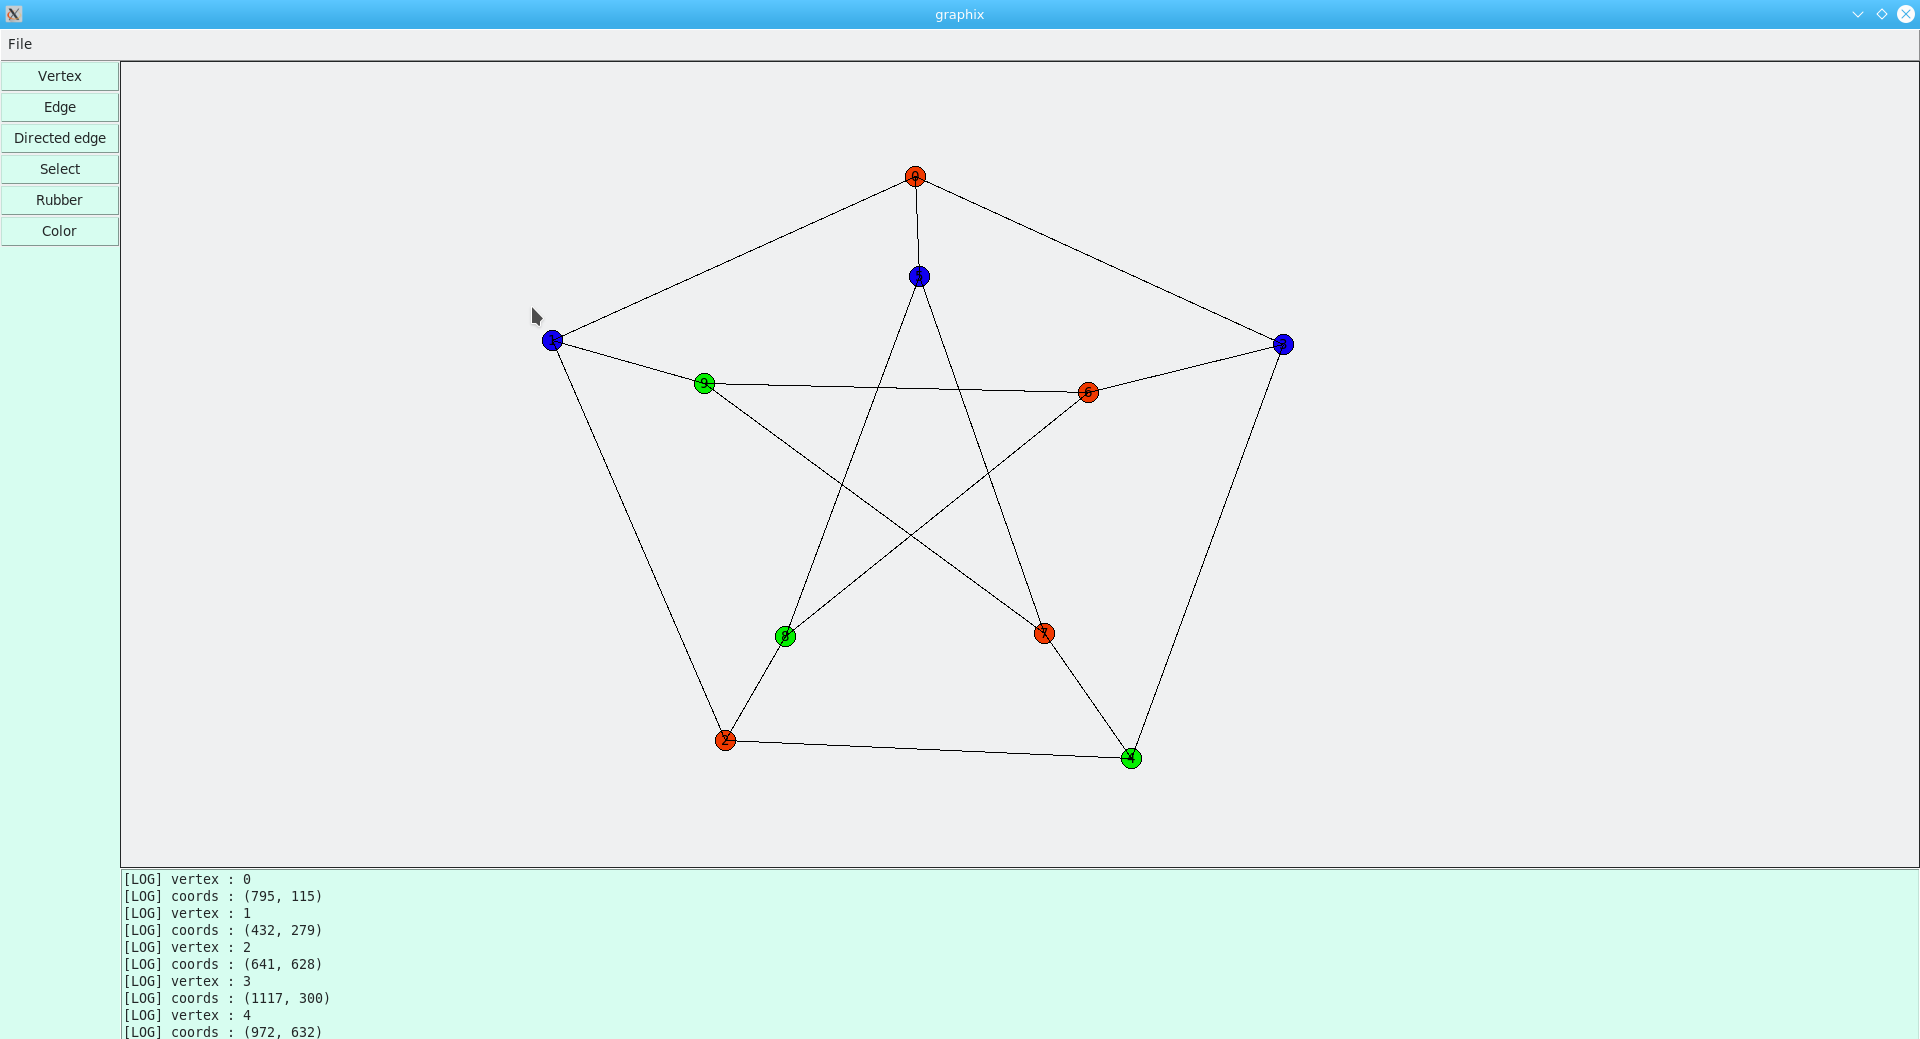 graphix
File
Vertex
Edge
Directed edge
Select
Rubber
Color
0
5
1
9
6
8
7
2
4
[LOG] vertex : 0
[LOG] coords : (795, 115)
[LOG] vertex : 1
[LOG] coords : (432, 279)
[LOG] vertex : 2
[LOG] coords : (641, 628)
[LOG] vertex : 3
[LOG] coords : (1117, 300)
[LOG] vertex : 4
[LOG] coords : (972, 632)